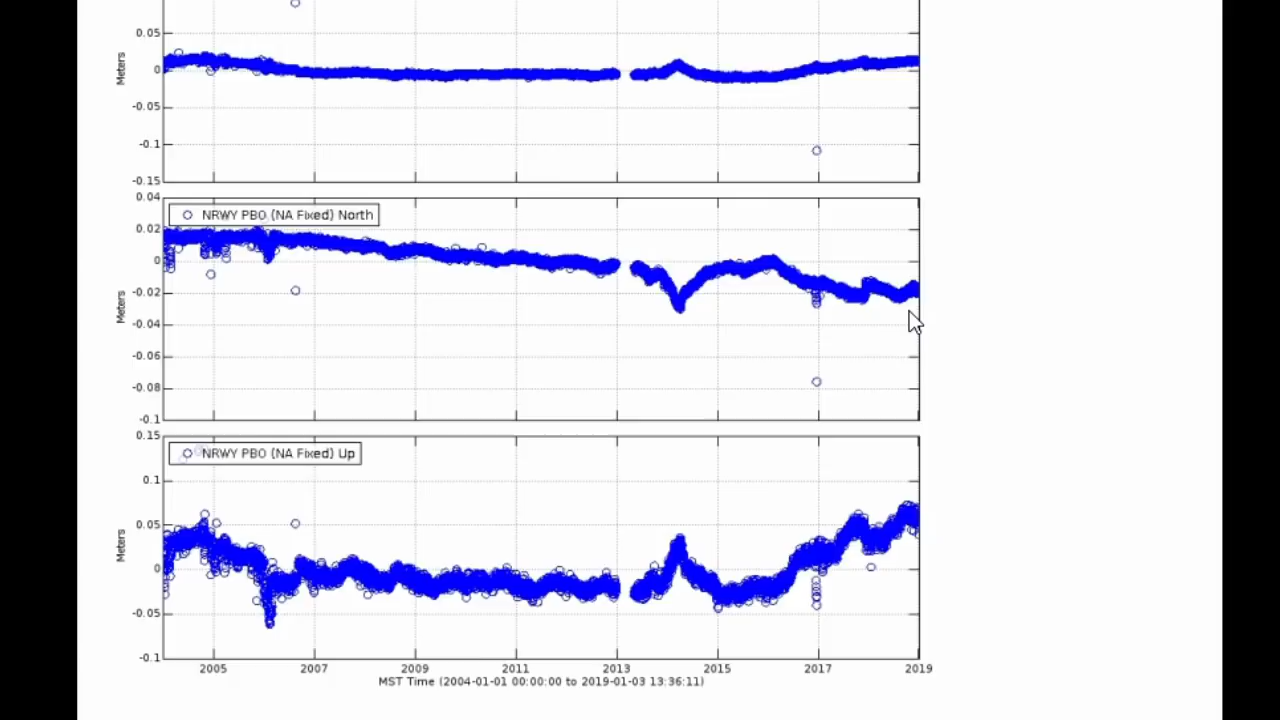 0.05
0
-0.05
-0.1
-0.15
Meters
0.04
NRWY PBO (NA Fixed) North
0.02
0
-0.02
-0.04
-0.06
-0.08
-0.1
Meters
0.15
NRWY PBO (NA Fixed) Up
0.1
0.05
0
-0.05
-0.1
Meters
2005 2007 2009 2011 2013 2015 2017 2019
MST Time (2004-01-01 00:00:00 to 2019-01-03 13:36:11)